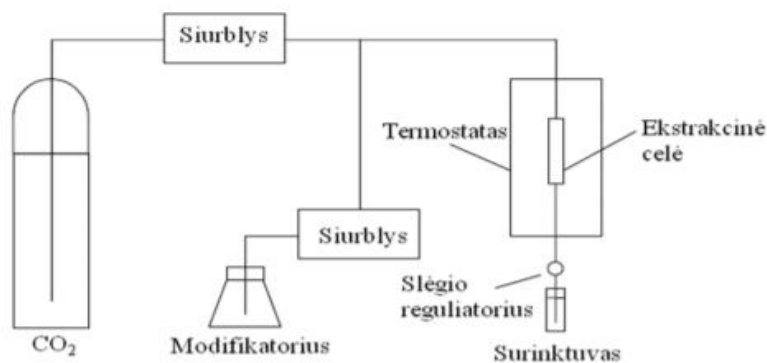 Siurblys
Termostatas
Ekstrakcinė
celė
Siurblys
Slėgio
reguliatorius
CO₂
Modifikatorius
Surinktuvas